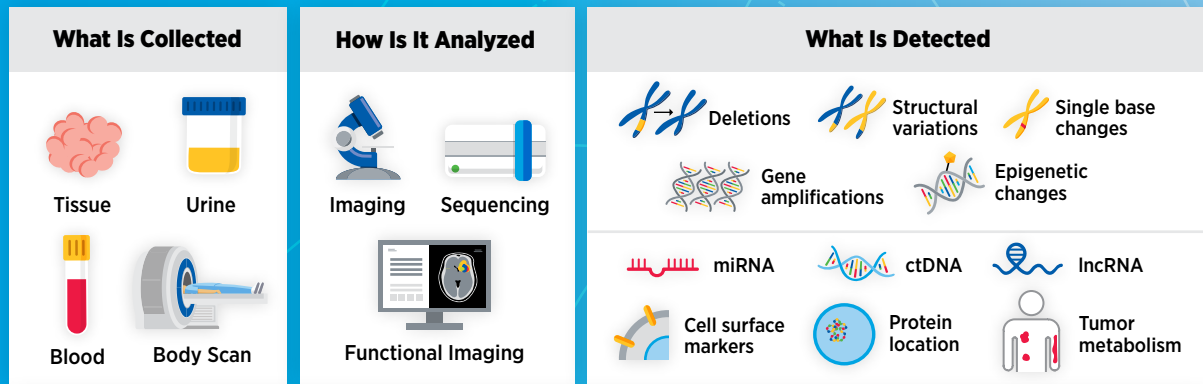 What Is Collected
Tissue
Urine
Blood
Body Scan
How Is It Analyzed
Imaging
Sequencing
Functional Imaging
What Is Detected
Deletions
Structural
variations
Single base
changes
Gene
amplifications
Epigenetic
changes
miRNA
ctDNA
lncRNA
Cell surface
markers
Protein
location
Tumor
metabolism